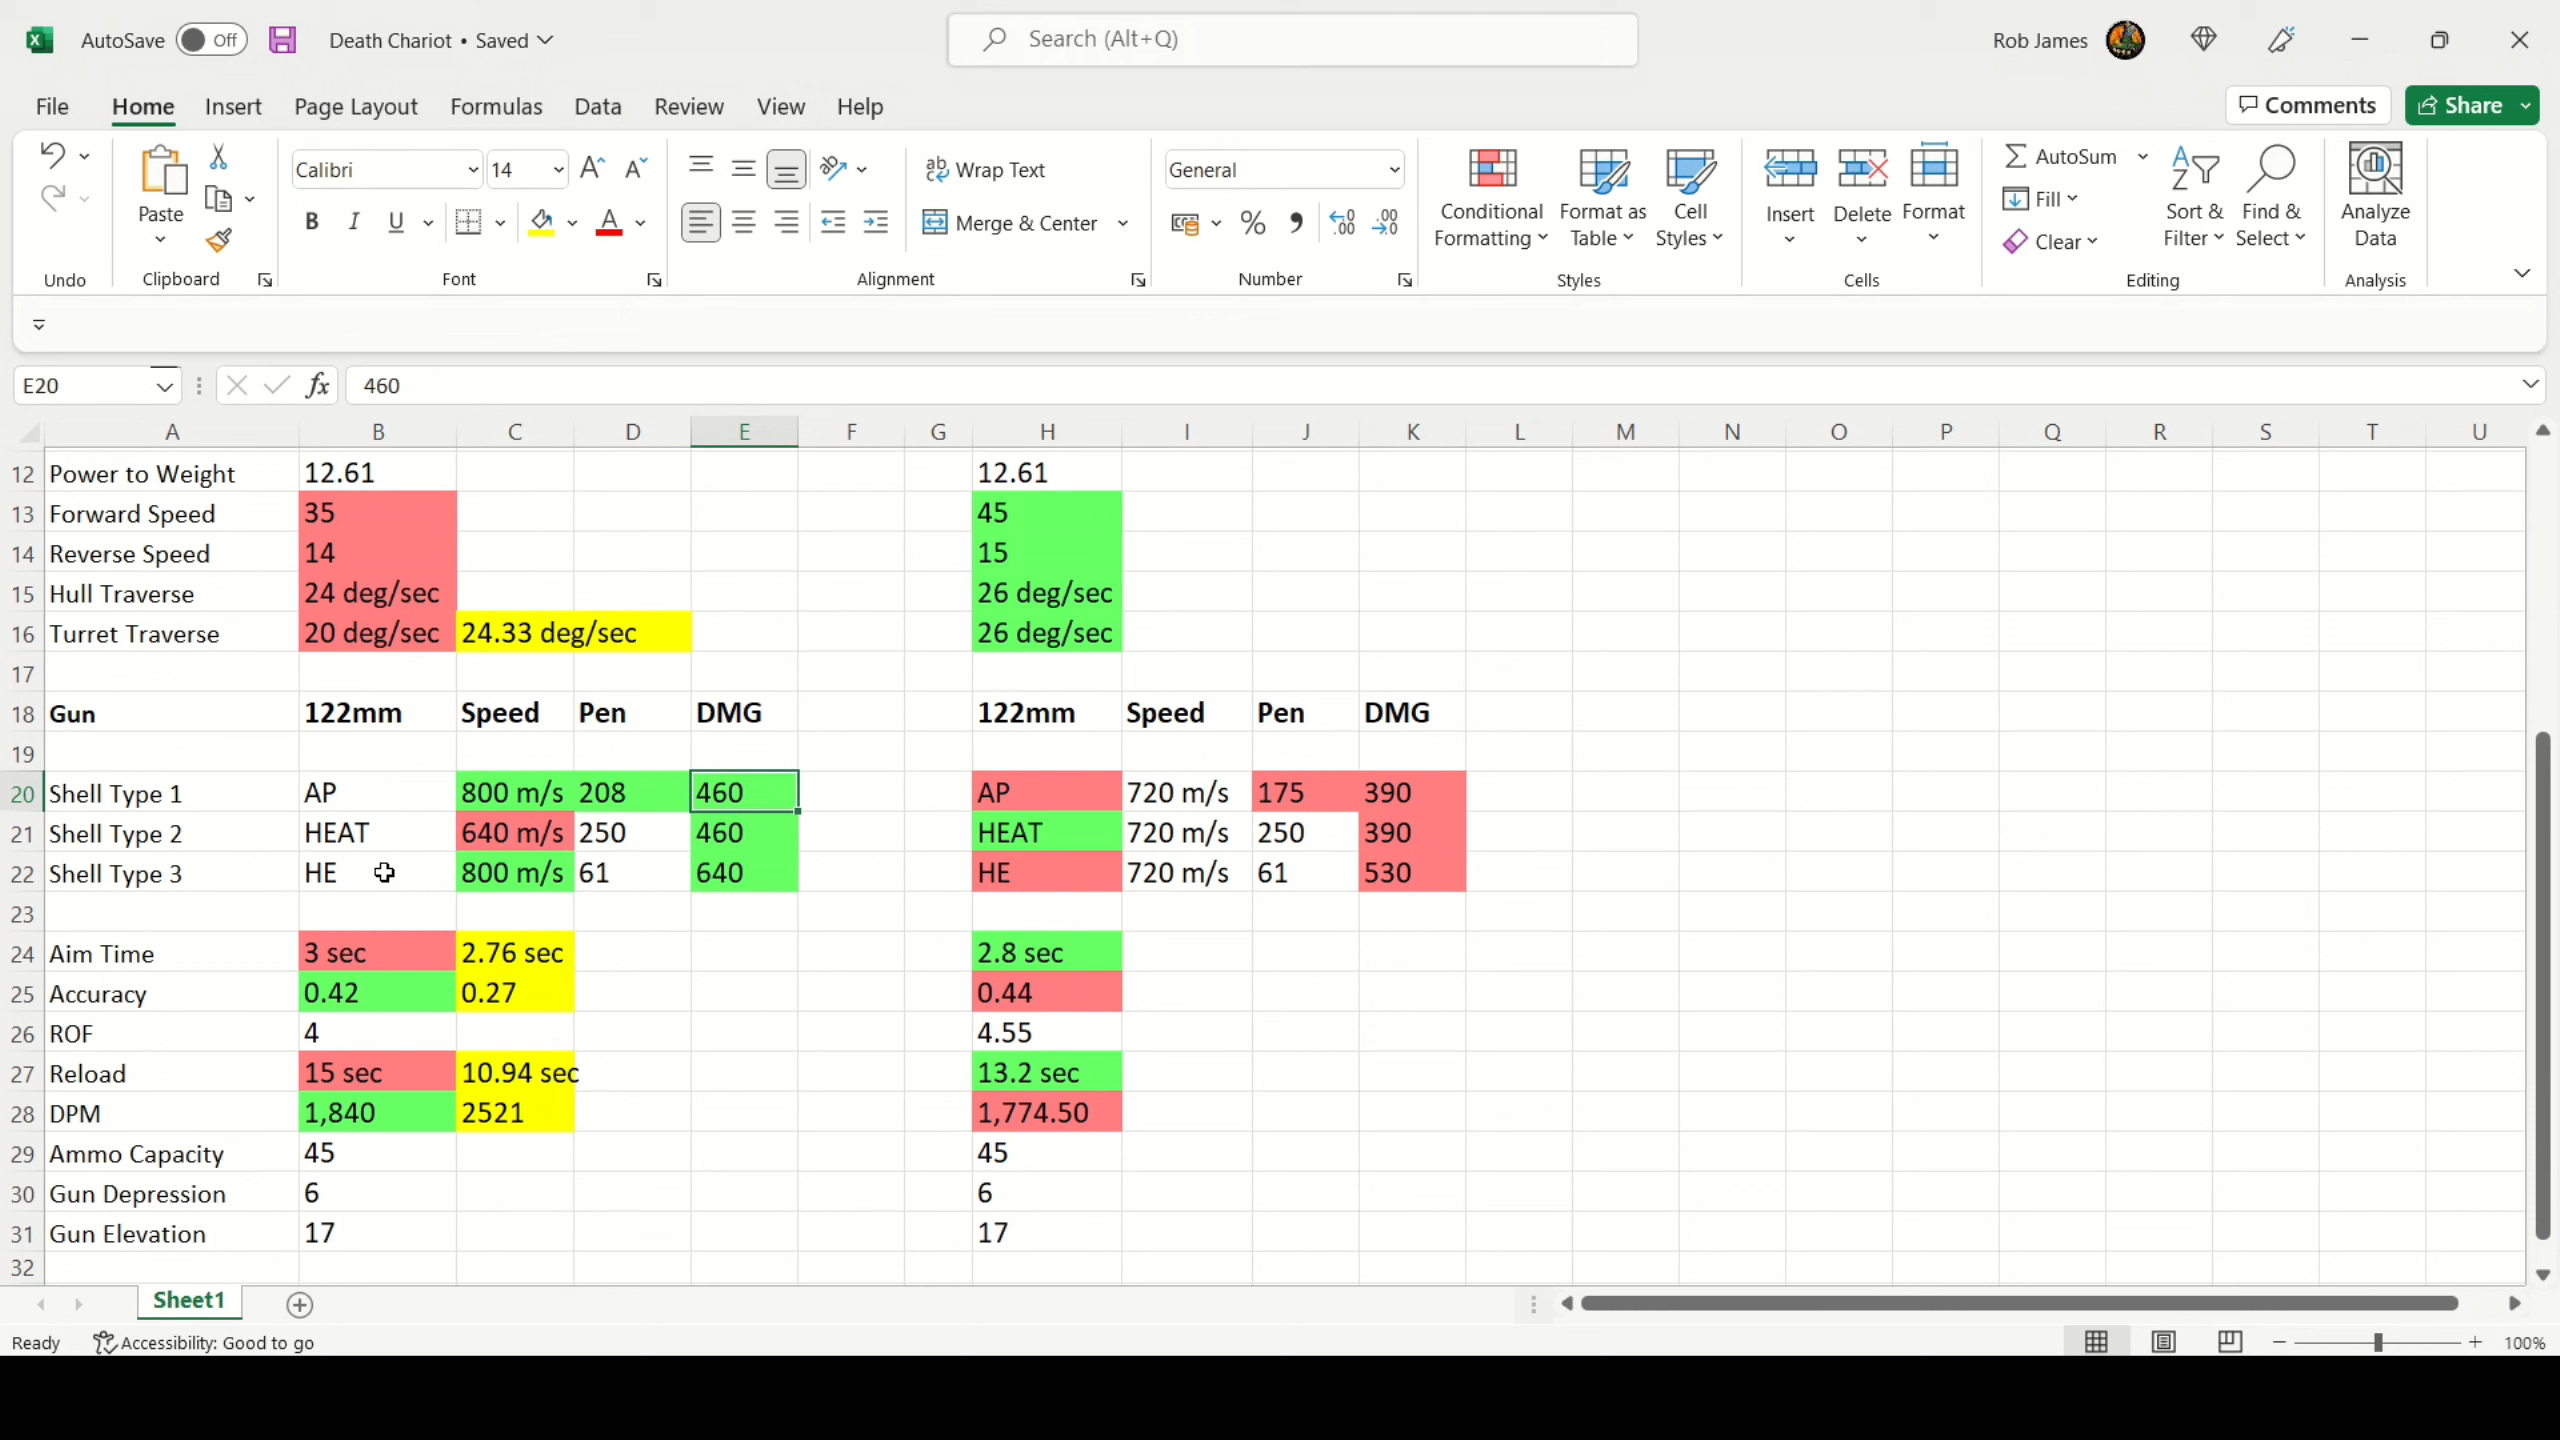 AutoSave Off Death Chariot • Saved Search (Alt+Q) Rob James
File Home Insert Page Layout Formulas Data Review View Help Comments Share
Calibri 14 Wrap Text General AutoSum
Paste Conditional Format as Cell Insert Delete Format Fill Sort & Find & Analyze
B I U Merge & Center % Formatting Table Styles Clear Filter Select Data
Undo Clipboard Font Alignment Number Styles Cells Editing Analysis
E20 fx 460
A B C D E F G H I J K L M N O P Q R S T U
12 Power to Weight 12.61 12.61
13 Forward Speed 35 45
14 Reverse Speed 14 15
15 Hull Traverse 24 deg/sec 26 deg/sec
16 Turret Traverse 20 deg/sec 24.33 deg/sec 26 deg/sec
17
18 Gun 122mm Speed Pen DMG 122mm Speed Pen DMG
19
20 Shell Type 1 AP 800 m/s 208 460 AP 720 m/s 175 390
21 Shell Type 2 HEAT 640 m/s 250 460 HEAT 720 m/s 250 390
22 Shell Type 3 HE 800 m/s 61 640 HE 720 m/s 61 530
23
24 Aim Time 3 sec 2.76 sec 2.8 sec
25 Accuracy 0.42 0.27 0.44
26 ROF 4 4.55
27 Reload 15 sec 10.94 sec 13.2 sec
28 DPM 1,840 2521 1,774.50
29 Ammo Capacity 45 45
30 Gun Depression 6 6
31 Gun Elevation 17 17
32
Sheet1
Ready Accessibility: Good to go 100%